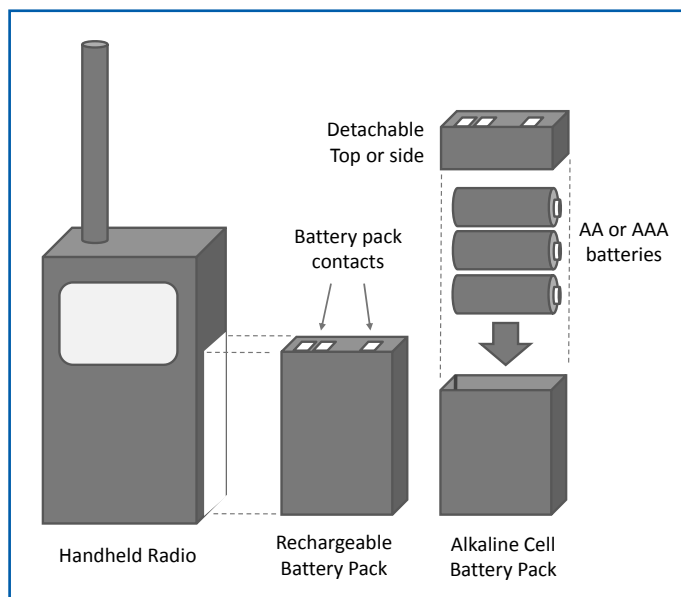 Detachable
Top or side
AA or AAA
batteries
Battery pack
contacts
Handheld Radio
Rechargeable
Battery Pack
Alkaline Cell
Battery Pack